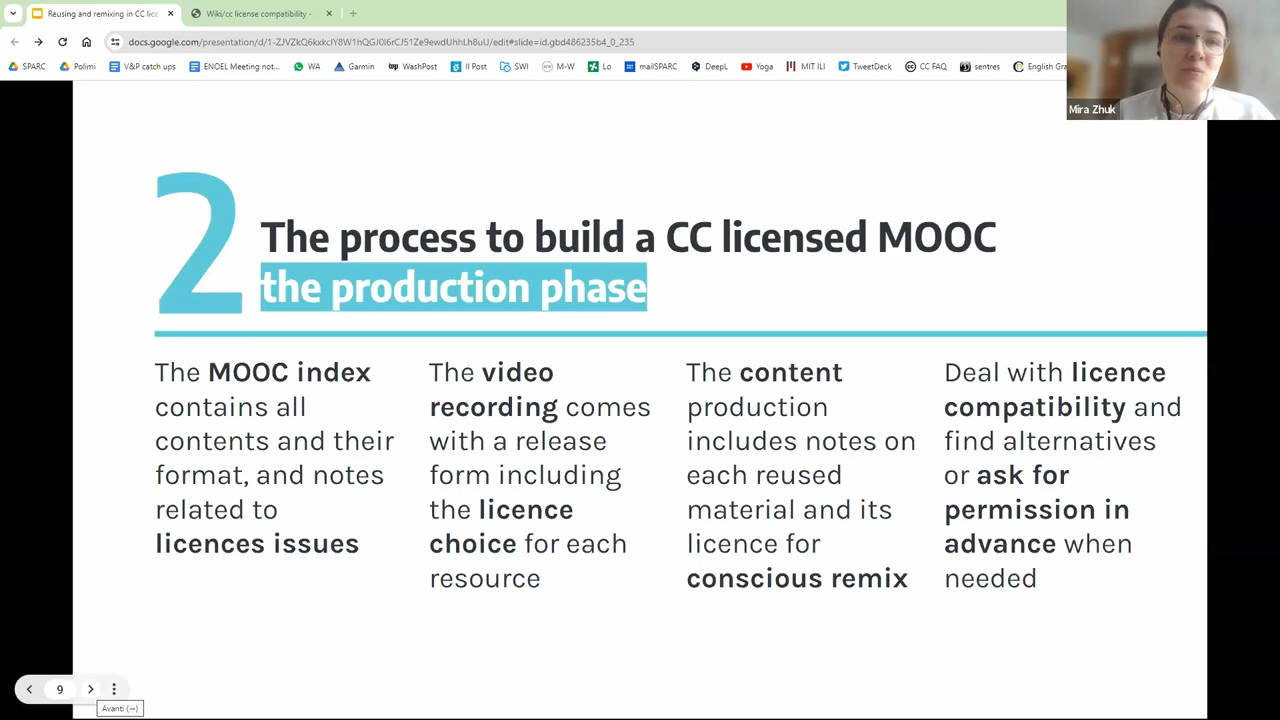 Reusing and remixing in CC lice
Wiki/cc license compatibility -
docs.google.com/presentation/d/1-ZJVZkQ6kxkcIY8W1hQGJ0I6rCJ51Ze9ewdUhhLh8uU/edit#slide=id.gbd486235b4_0_235
SPARC Polimi V&P catch ups ENOEL Meeting not... WA Garmin WashPost Il Post SWI M-W Lo mailSPARC DeepL Yoga MIT ILI TweetDeck CC FAQ sentres English Gra
Mira Zhuk
2
The process to build a CC licensed MOOC
the production phase
The MOOC index
contains all
contents and their
format, and notes
related to
licences issues
The video
recording comes
with a release
form including
the licence
choice for each
resource
The content
production
includes notes on
each reused
material and its
licence for
conscious remix
Deal with licence
compatibility and
find alternatives
or ask for
permission in
advance when
needed
9
Avanti (→)